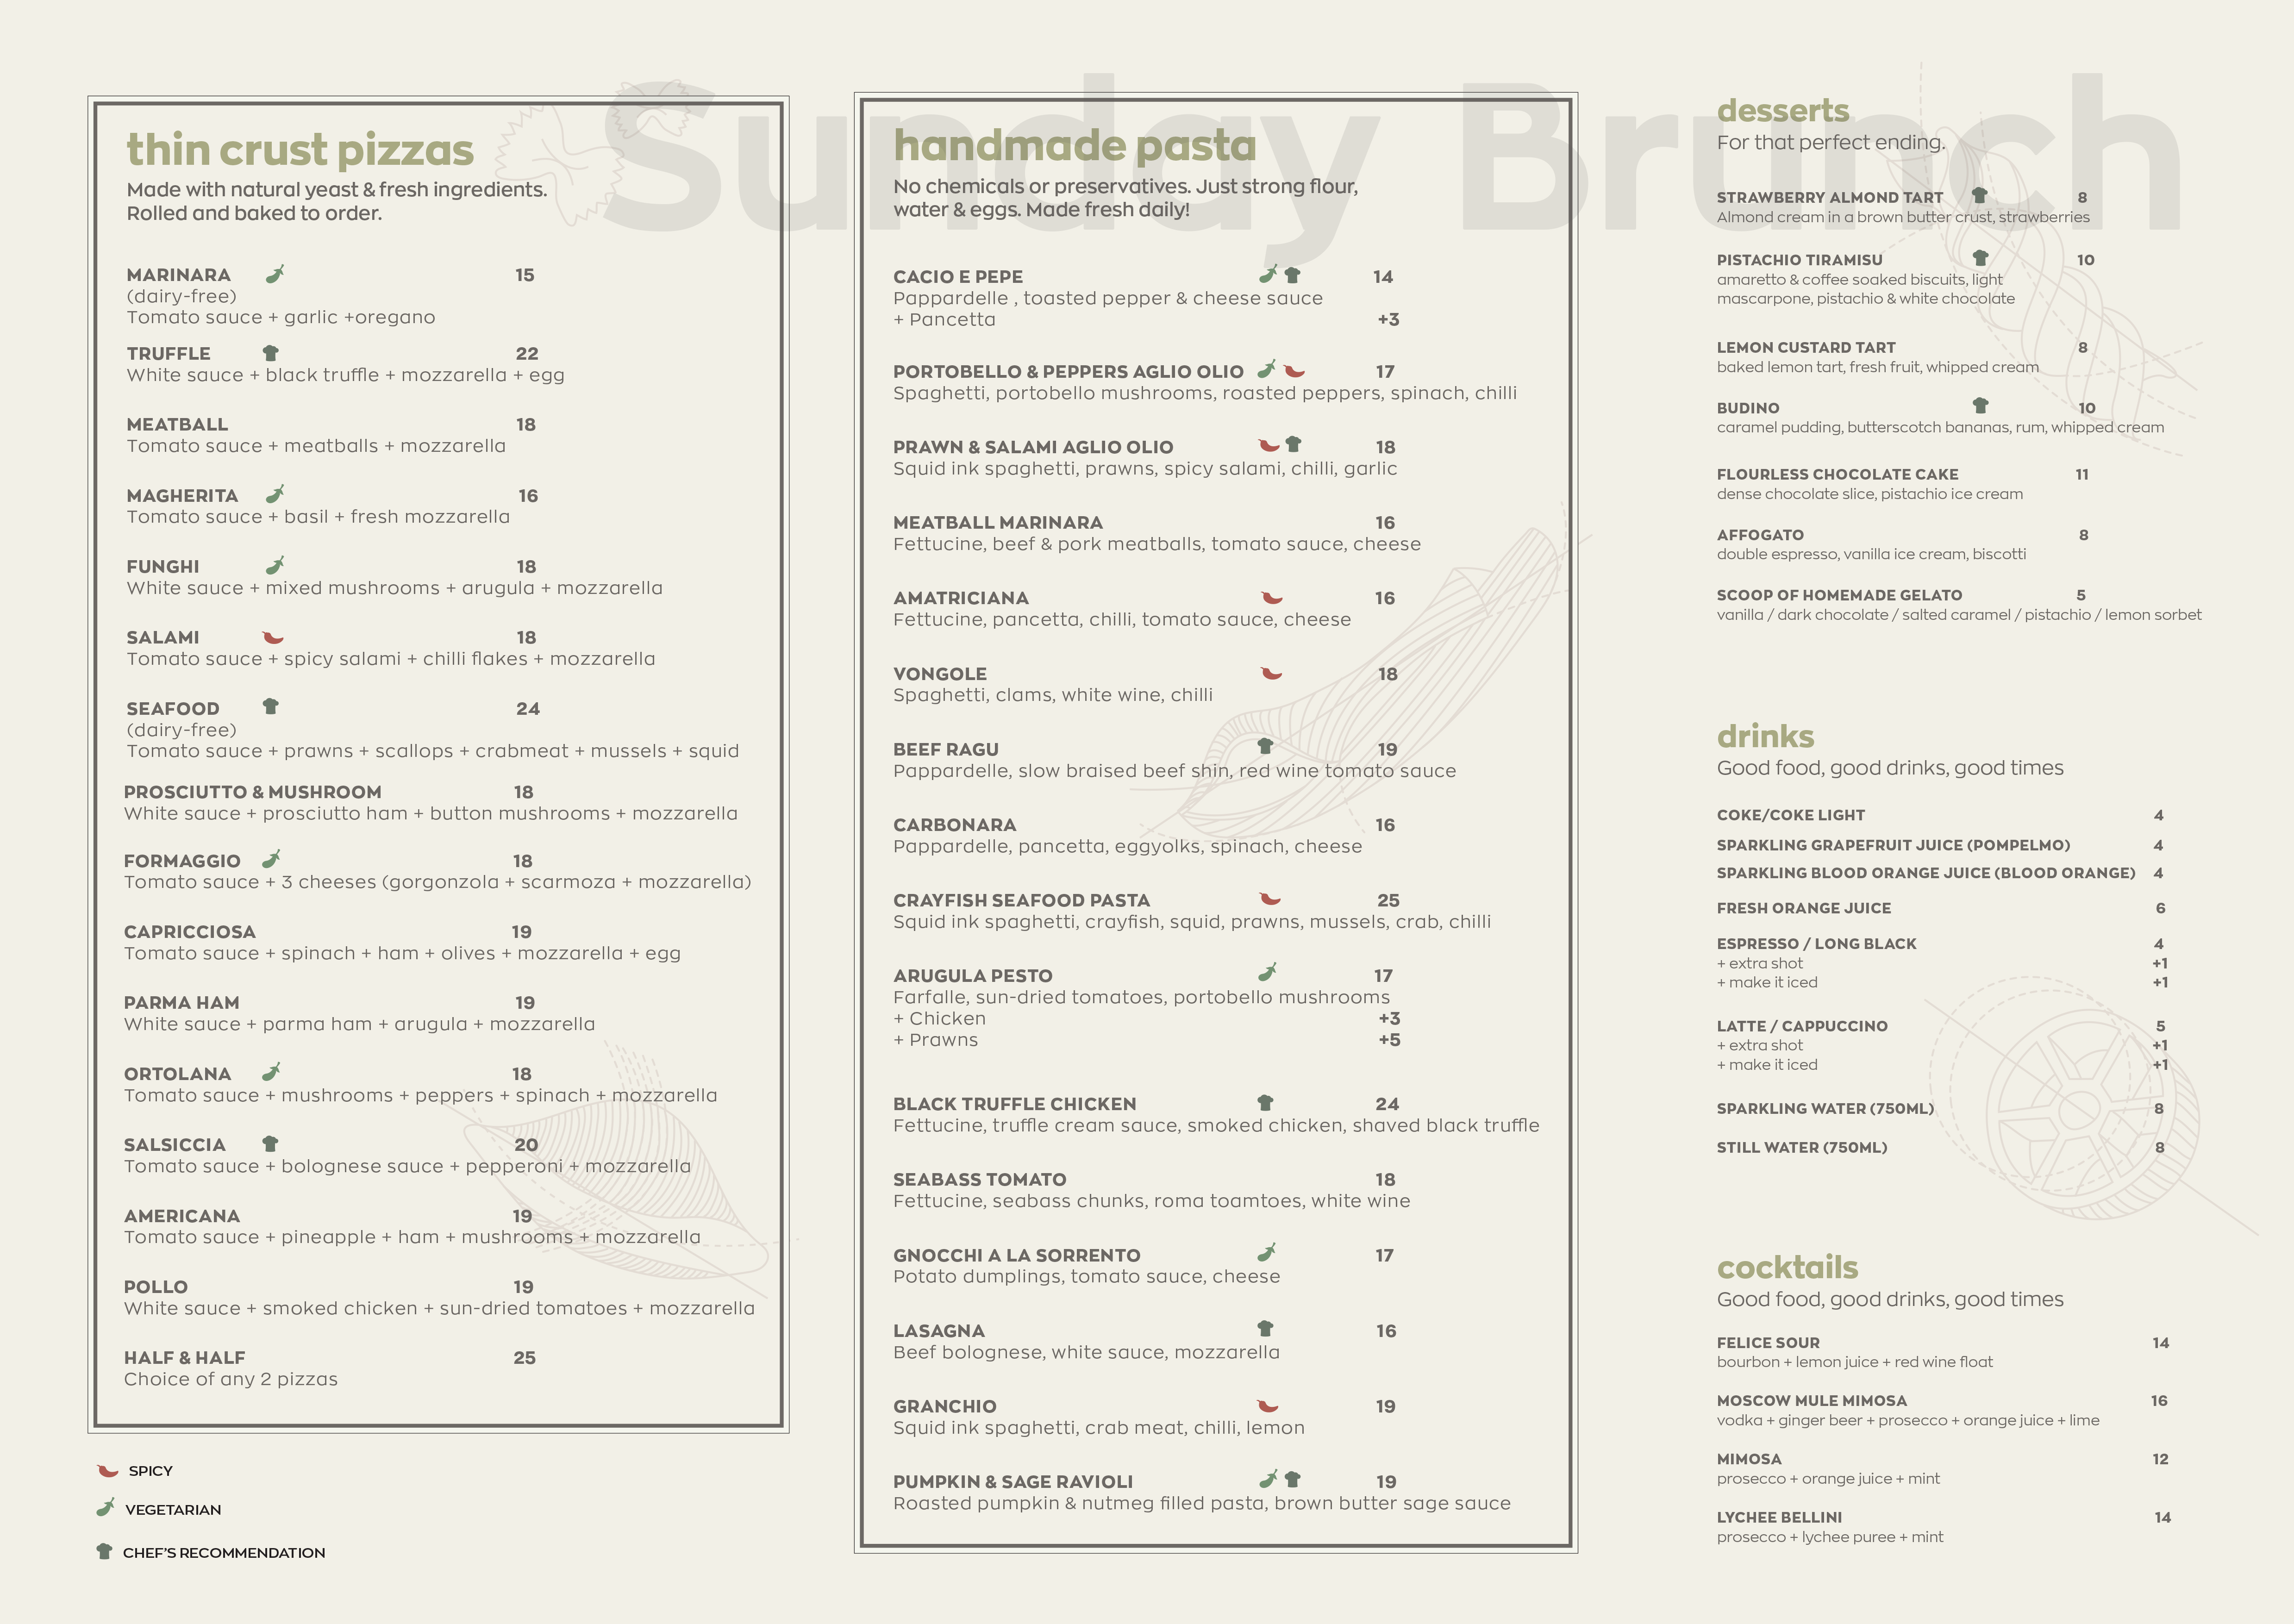 Sunday Brunch
thin crust pizzas
Made with natural yeast & fresh ingredients.
Rolled and baked to order.
MARINARA 15
(dairy-free)
Tomato sauce + garlic +oregano
TRUFFLE 22
White sauce + black truffle + mozzarella + egg
MEATBALL 18
Tomato sauce + meatballs + mozzarella
MAGHERITA 16
Tomato sauce + basil + fresh mozzarella
FUNGHI 18
White sauce + mixed mushrooms + arugula + mozzarella
SALAMI 18
Tomato sauce + spicy salami + chilli flakes + mozzarella
SEAFOOD 24
(dairy-free)
Tomato sauce + prawns + scallops + crabmeat + mussels + squid
PROSCIUTTO & MUSHROOM 18
White sauce + prosciutto ham + button mushrooms + mozzarella
FORMAGGIO 18
Tomato sauce + 3 cheeses (gorgonzola + scarmoza + mozzarella)
CAPRICCIOSA 19
Tomato sauce + spinach + ham + olives + mozzarella + egg
PARMA HAM 19
White sauce + parma ham + arugula + mozzarella
ORTOLANA 18
Tomato sauce + mushrooms + peppers + spinach + mozzarella
SALSICCIA 20
Tomato sauce + bolognese sauce + pepperoni + mozzarella
AMERICANA 19
Tomato sauce + pineapple + ham + mushrooms + mozzarella
POLLO 19
White sauce + smoked chicken + sun-dried tomatoes + mozzarella
HALF & HALF 25
Choice of any 2 pizzas
SPICY
VEGETARIAN
CHEF'S RECOMMENDATION
handmade pasta
No chemicals or preservatives. Just strong flour,
water & eggs. Made fresh daily!
CACIO E PEPE 14
Pappardelle , toasted pepper & cheese sauce
+ Pancetta +3
PORTOBELLO & PEPPERS AGLIO OLIO 17
Spaghetti, portobello mushrooms, roasted peppers, spinach, chilli
PRAWN & SALAMI AGLIO OLIO 18
Squid ink spaghetti, prawns, spicy salami, chilli, garlic
MEATBALL MARINARA 16
Fettucine, beef & pork meatballs, tomato sauce, cheese
AMATRICIANA 16
Fettucine, pancetta, chilli, tomato sauce, cheese
VONGOLE 18
Spaghetti, clams, white wine, chilli
BEEF RAGU 19
Pappardelle, slow braised beef shin, red wine tomato sauce
CARBONARA 16
Pappardelle, pancetta, eggyolks, spinach, cheese
CRAYFISH SEAFOOD PASTA 25
Squid ink spaghetti, crayfish, squid, prawns, mussels, crab, chilli
ARUGULA PESTO 17
Farfalle, sun-dried tomatoes, portobello mushrooms
+ Chicken +3
+ Prawns +5
BLACK TRUFFLE CHICKEN 24
Fettucine, truffle cream sauce, smoked chicken, shaved black truffle
SEABASS TOMATO 18
Fettucine, seabass chunks, roma toamtoes, white wine
GNOCCHI A LA SORRENTO 17
Potato dumplings, tomato sauce, cheese
LASAGNA 16
Beef bolognese, white sauce, mozzarella
GRANCHIO 19
Squid ink spaghetti, crab meat, chilli, lemon
PUMPKIN & SAGE RAVIOLI 19
Roasted pumpkin & nutmeg filled pasta, brown butter sage sauce
desserts
For that perfect ending.
STRAWBERRY ALMOND TART 8
Almond cream in a brown butter crust, strawberries
PISTACHIO TIRAMISU 10
amaretto & coffee soaked biscuits, light
mascarpone, pistachio & white chocolate
LEMON CUSTARD TART 8
baked lemon tart, fresh fruit, whipped cream
BUDINO 10
caramel pudding, butterscotch bananas, rum, whipped cream
FLOURLESS CHOCOLATE CAKE 11
dense chocolate slice, pistachio ice cream
AFFOGATO 8
double espresso, vanilla ice cream, biscotti
SCOOP OF HOMEMADE GELATO 5
vanilla / dark chocolate / salted caramel / pistachio / lemon sorbet
drinks
Good food, good drinks, good times
COKE/COKE LIGHT 4
SPARKLING GRAPEFRUIT JUICE (POMPELMO) 4
SPARKLING BLOOD ORANGE JUICE (BLOOD ORANGE) 4
FRESH ORANGE JUICE 6
ESPRESSO / LONG BLACK 4
+ extra shot +1
+ make it iced +1
LATTE / CAPPUCCINO 5
+ extra shot +1
+ make it iced +1
SPARKLING WATER (750ML) 8
STILL WATER (750ML) 8
cocktails
Good food, good drinks, good times
FELICE SOUR 14
bourbon + lemon juice + red wine float
MOSCOW MULE MIMOSA 16
vodka + ginger beer + prosecco + orange juice + lime
MIMOSA 12
prosecco + orange juice + mint
LYCHEE BELLINI 14
prosecco + lychee puree + mint